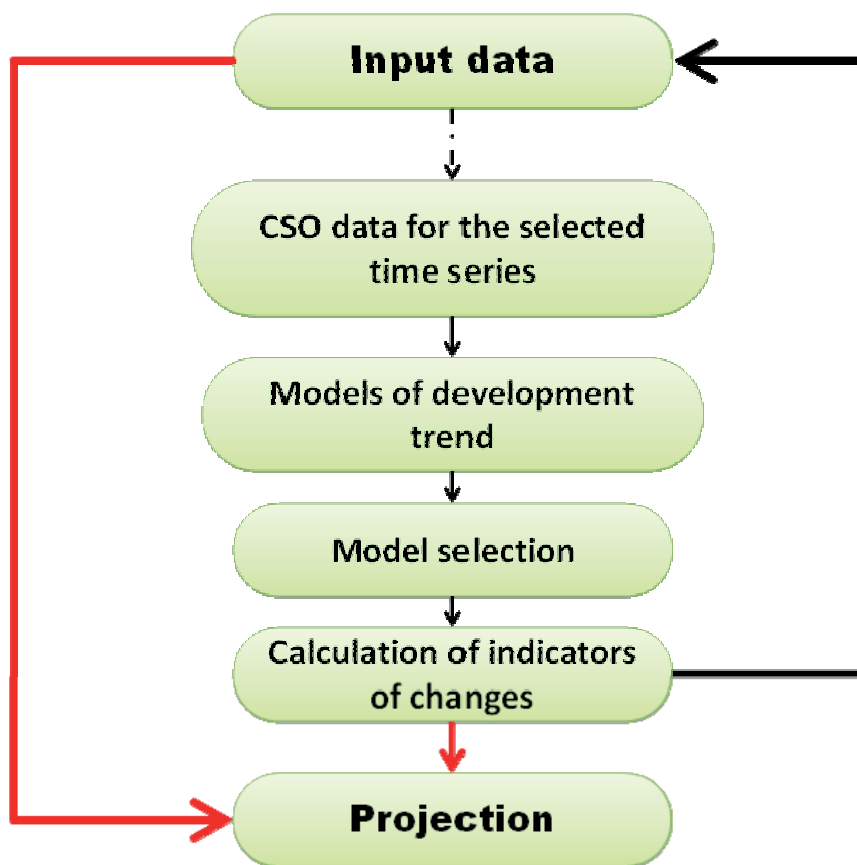 Input data
CSO data for the selected
time series
Models of development
trend
Model selection
Calculation of indicators
of changes
Projection